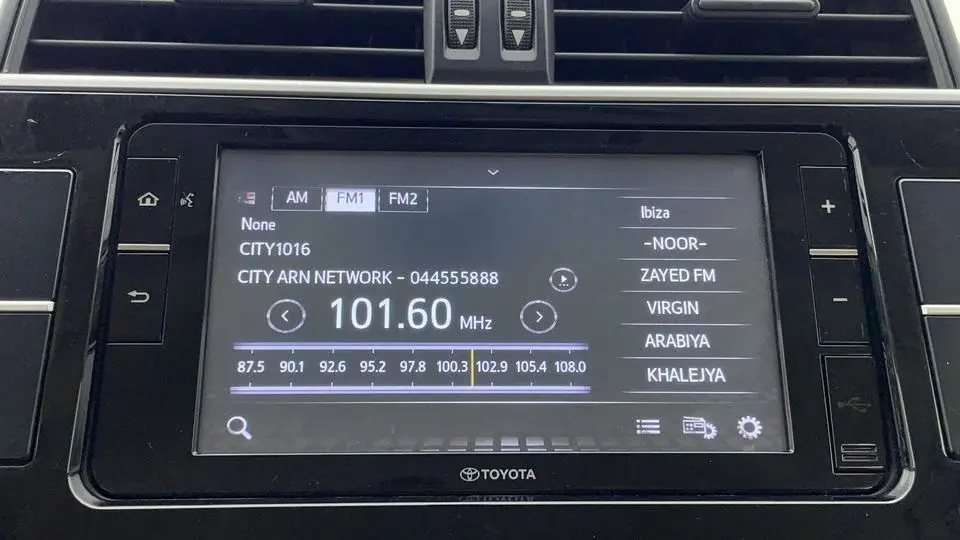 AM FM1 FM2
None
CITY1016
CITY ARN NETWORK - 044555888
101.60 MHz
87.5 90.1 92.6 95.2 97.8 100.3 102.9 105.4 108.0
Ibiza
-NOOR-
ZAYED FM
VIRGIN
ARABIYA
KHALEJYA
+
-
TOYOTA